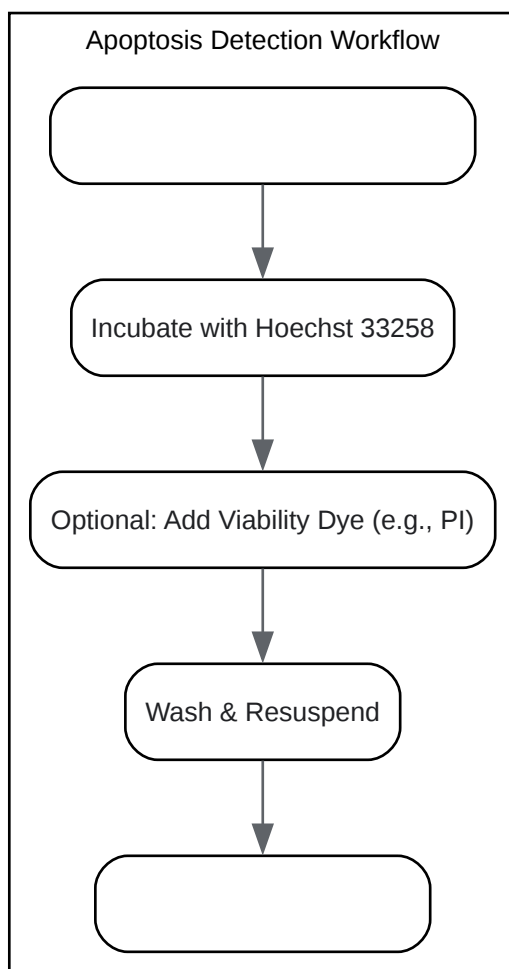 Apoptosis Detection Workflow
Incubate with Hoechst 33258
Optional: Add Viability Dye (e.g., PI)
Wash & Resuspend